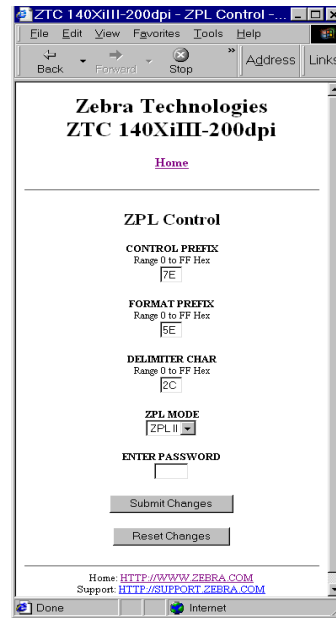 ZTC 140XiIII-200dpi - ZPL Control -...
File Edit View Favorites Tools Help
Back Forward Stop » Address Links
Zebra Technologies
ZTC 140XiIII-200dpi
Home
ZPL Control
CONTROL PREFIX
Range 0 to FF Hex
7E
FORMAT PREFIX
Range 0 to FF Hex
5E
DELIMITER CHAR
Range 0 to FF Hex
2C
ZPL MODE
ZPL II
ENTER PASSWORD
Submit Changes
Reset Changes
Home: HTTP://WWW.ZEBRA.COM
Support: HTTP://SUPPORT.ZEBRA.COM
Done Internet